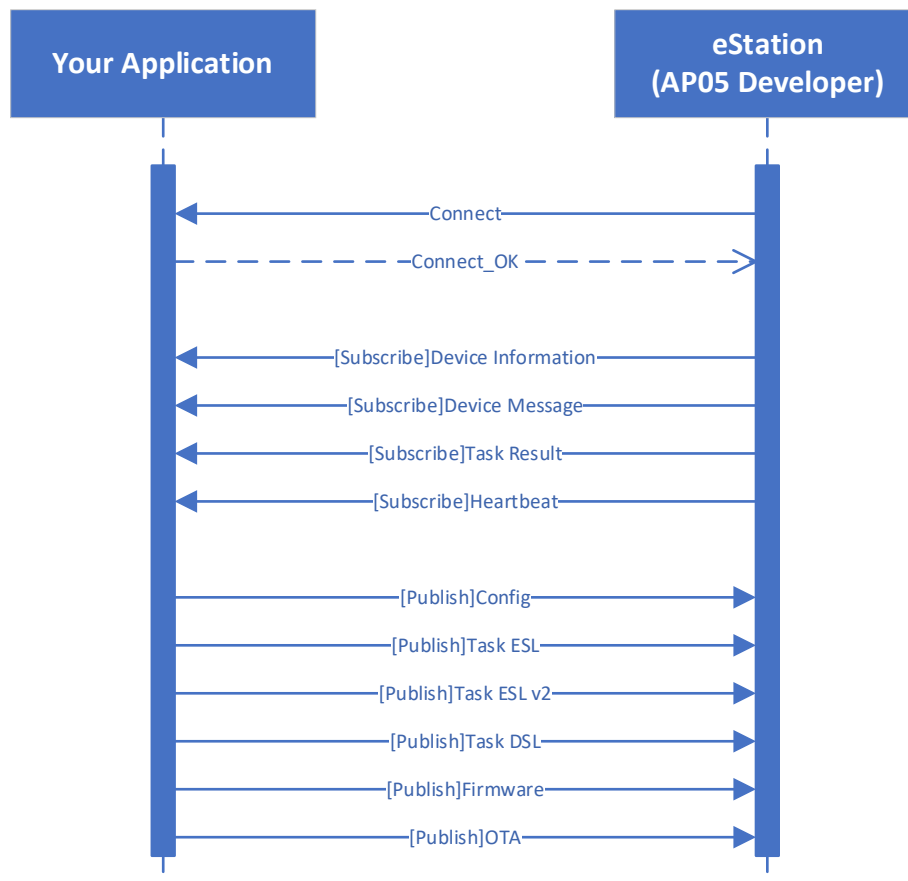 Your Application
eStation
(AP05 Developer)
Connect
Connect_OK
[Subscribe]Device Information
[Subscribe]Device Message
[Subscribe]Task Result
[Subscribe]Heartbeat
[Publish]Config
[Publish]Task ESL
[Publish]Task ESL v2
[Publish]Task DSL
[Publish]Firmware
[Publish]OTA